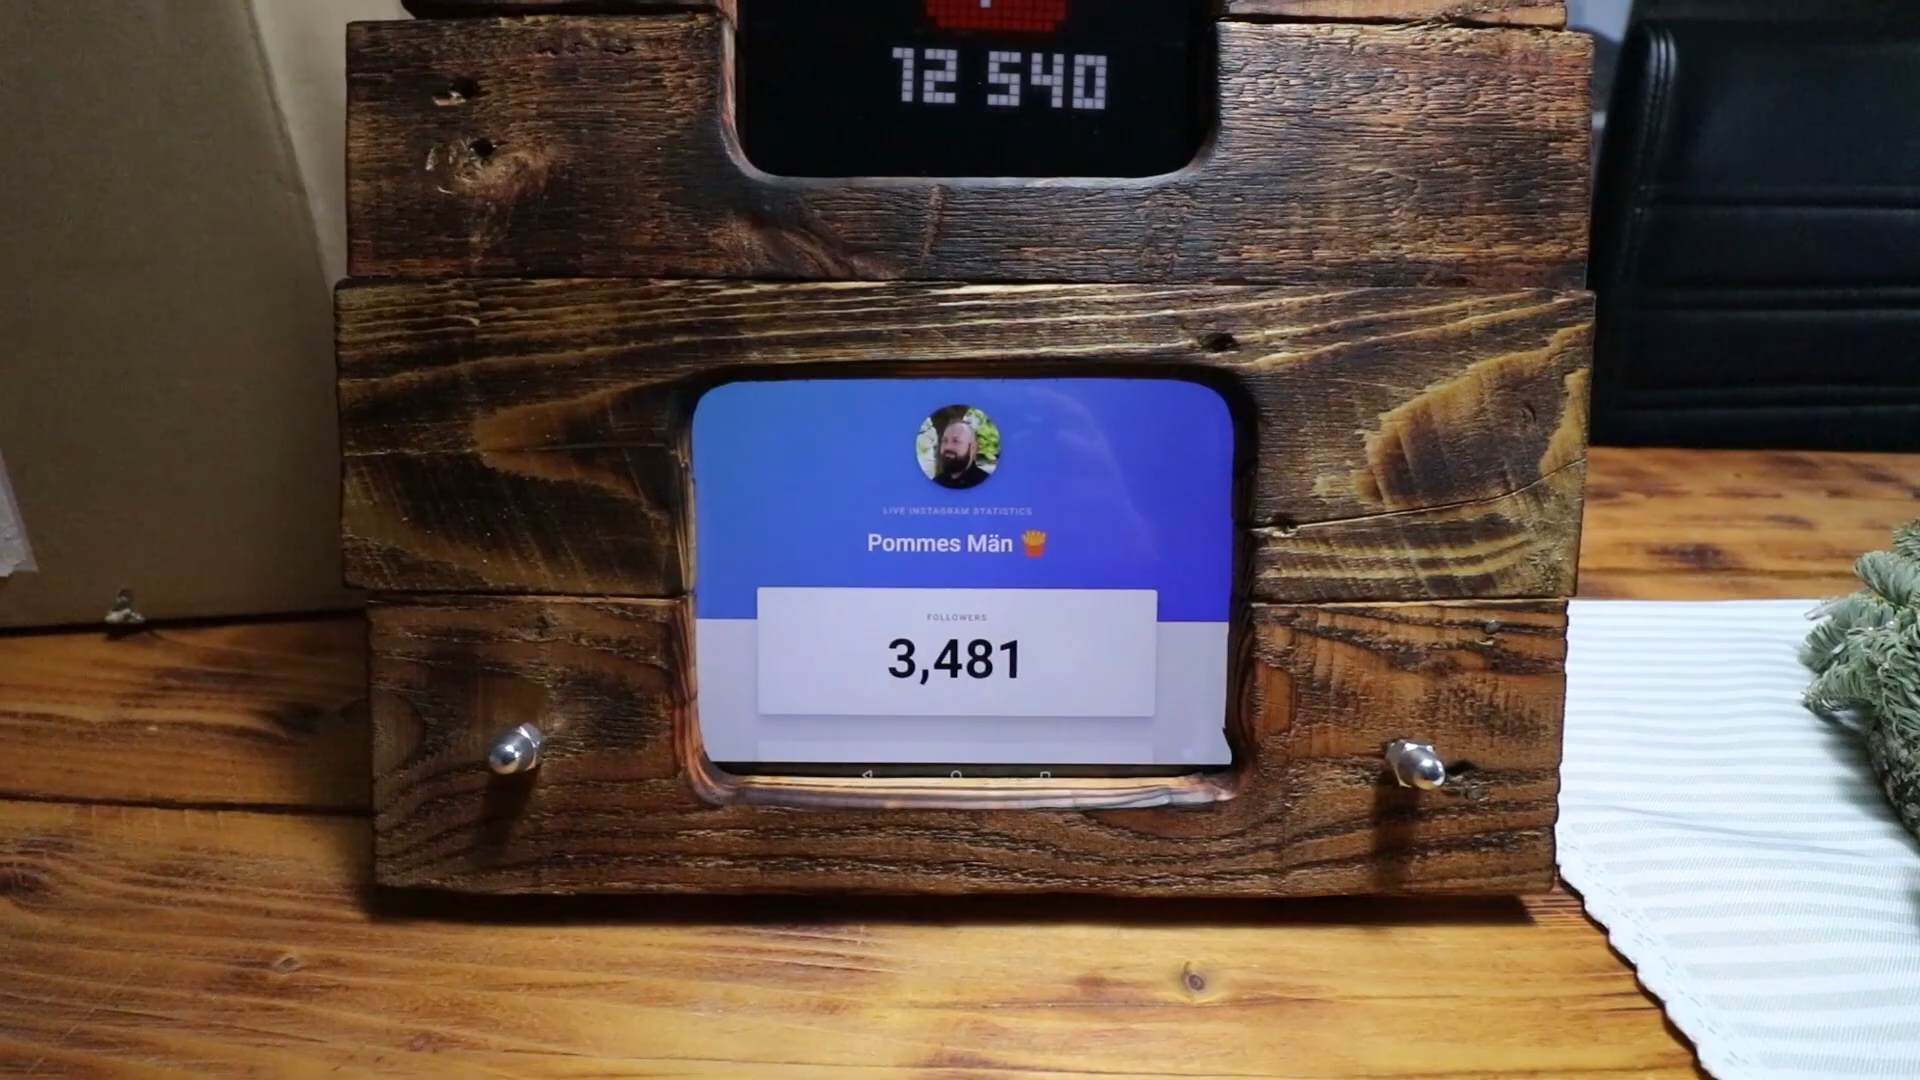 12 540
LIVE INSTAGRAM STATISTICS
Pommes Män 🍟
FOLLOWERS
3,481